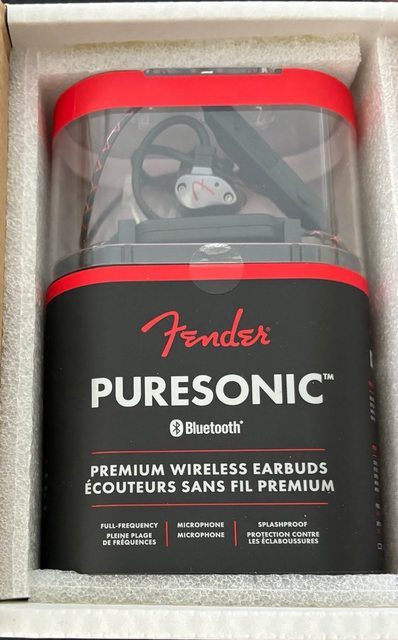 Fender
PURESONIC™
Bluetooth®
PREMIUM WIRELESS EARBUDS
ÉCOUTEURS SANS FIL PREMIUM
FULL-FREQUENCY
PLEINE PLAGE
DE FRÉQUENCES
MICROPHONE
MICROPHONE
SPLASHPROOF
PROTECTION CONTRE
LES ÉCLABOUSSURES